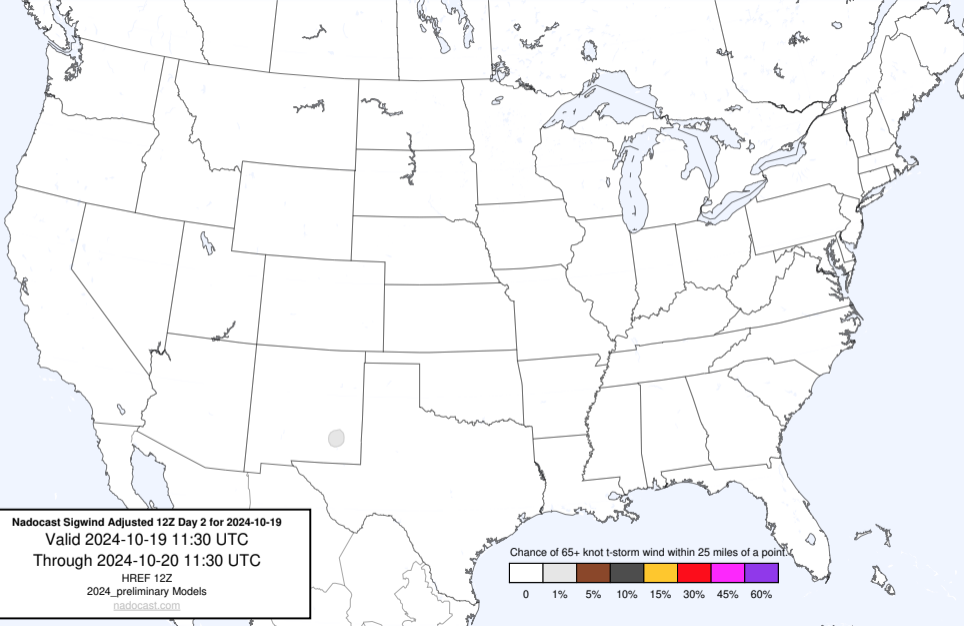 Nadocast Sigwind Adjusted 12Z Day 2 for 2024-10-19
Valid 2024-10-19 11:30 UTC
Through 2024-10-20 11:30 UTC
HREF 12Z
2024_preliminary Models
nadocast.com
Chance of 65+ knot t-storm wind within 25 miles of a point.
0 1% 5% 10% 15% 30% 45% 60%